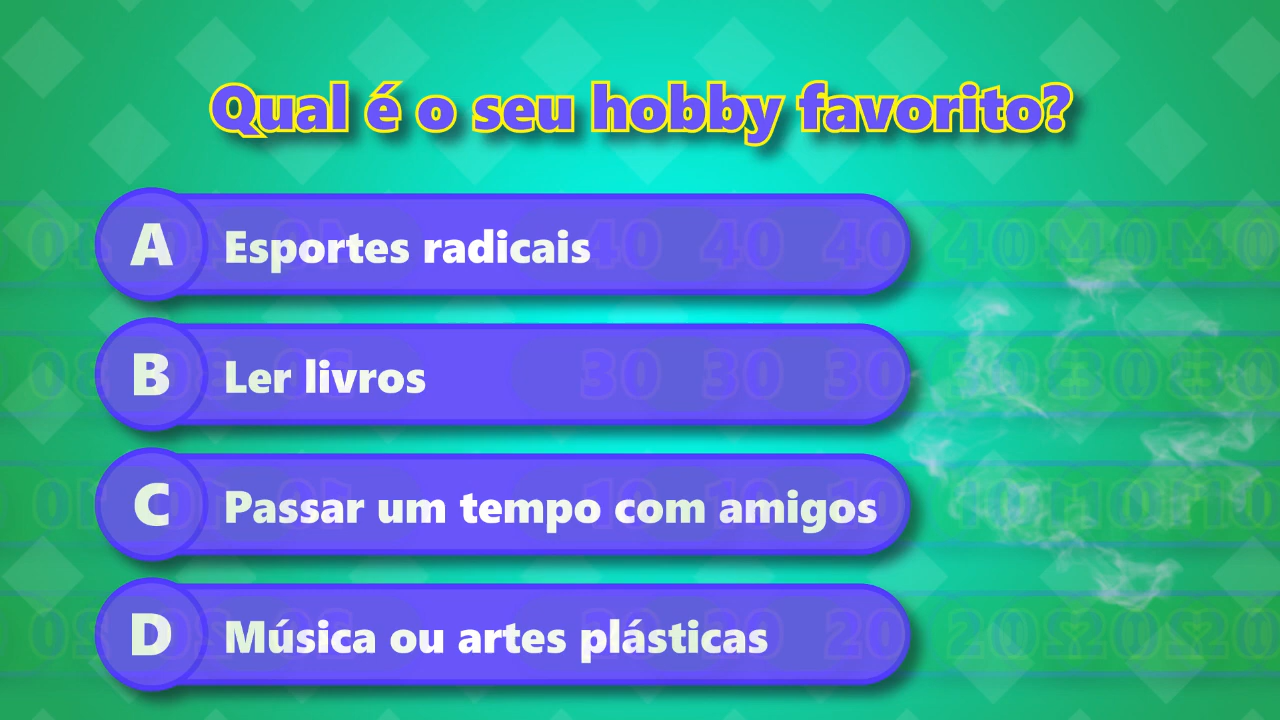 Qual é o seu hobby favorito?
A Esportes radicais
B Ler livros
C Passar um tempo com amigos
D Música ou artes plásticas